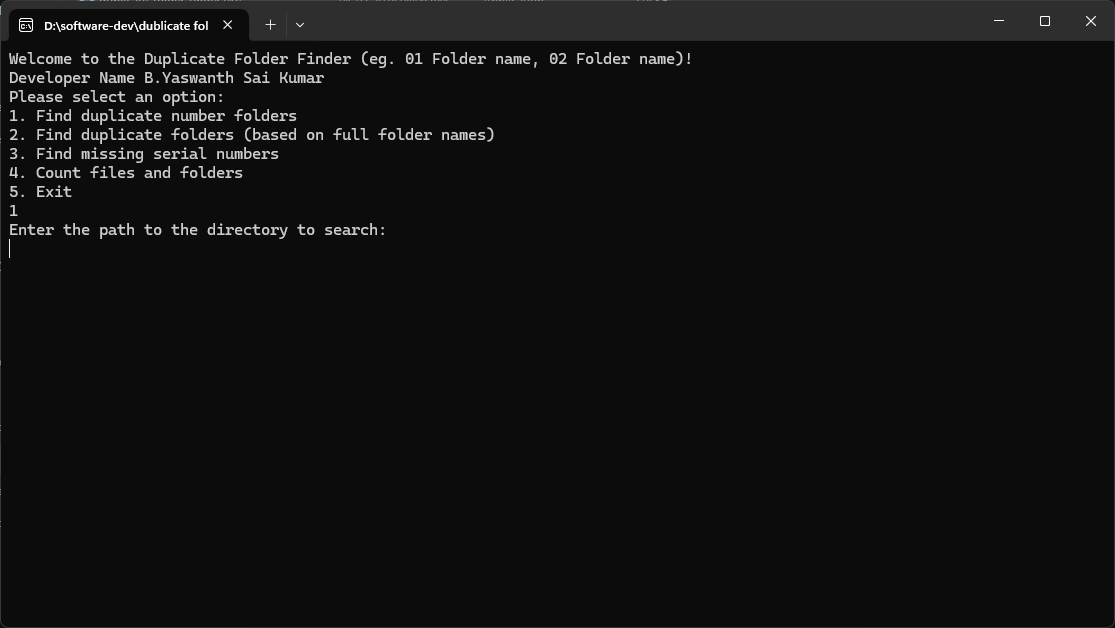 D:\software-dev\dublicate fol
Welcome to the Duplicate Folder Finder (eg. 01 Folder name, 02 Folder name)!
Developer Name B.Yaswanth Sai Kumar
Please select an option:
1. Find duplicate number folders
2. Find duplicate folders (based on full folder names)
3. Find missing serial numbers
4. Count files and folders
5. Exit
1
Enter the path to the directory to search: